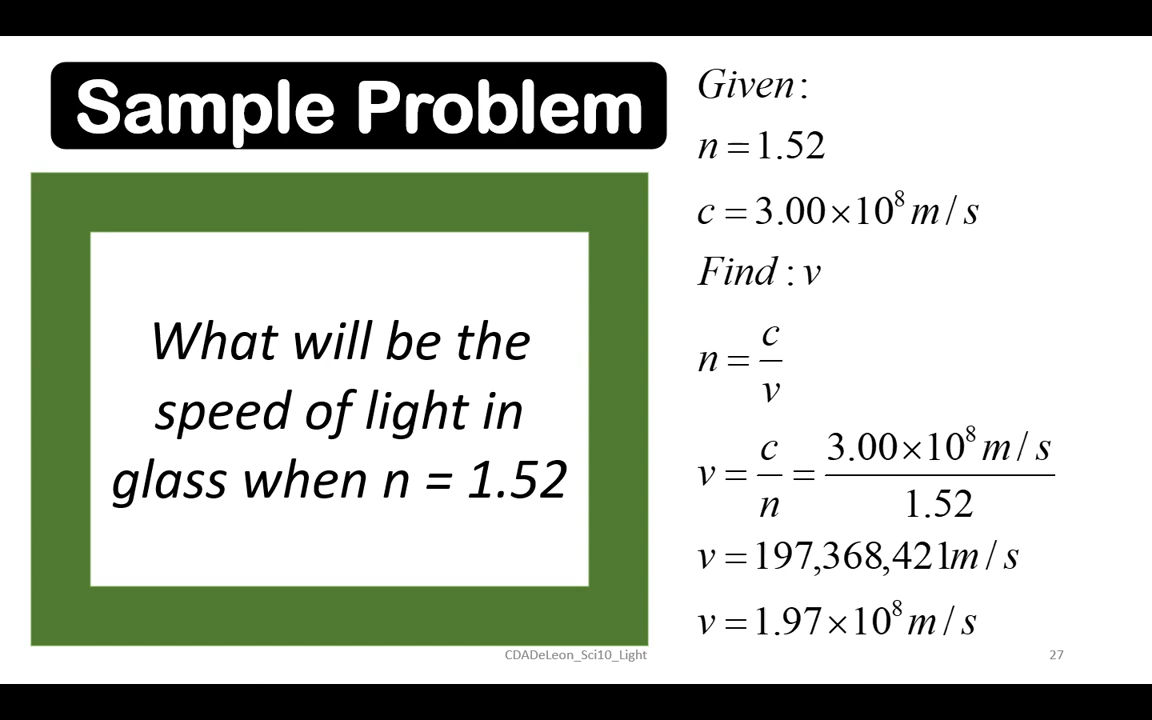 Sample Problem
What will be the
speed of light in
glass when n = 1.52
Given:
n = 1.52
c = 3.00×10⁸ m / s
Find : v
n = c / v
v = c / n = 3.00×10⁸ m / s / 1.52
v = 197,368,421m / s
v = 1.97×10⁸ m / s
CDADeLeon_Sci10_Light
27